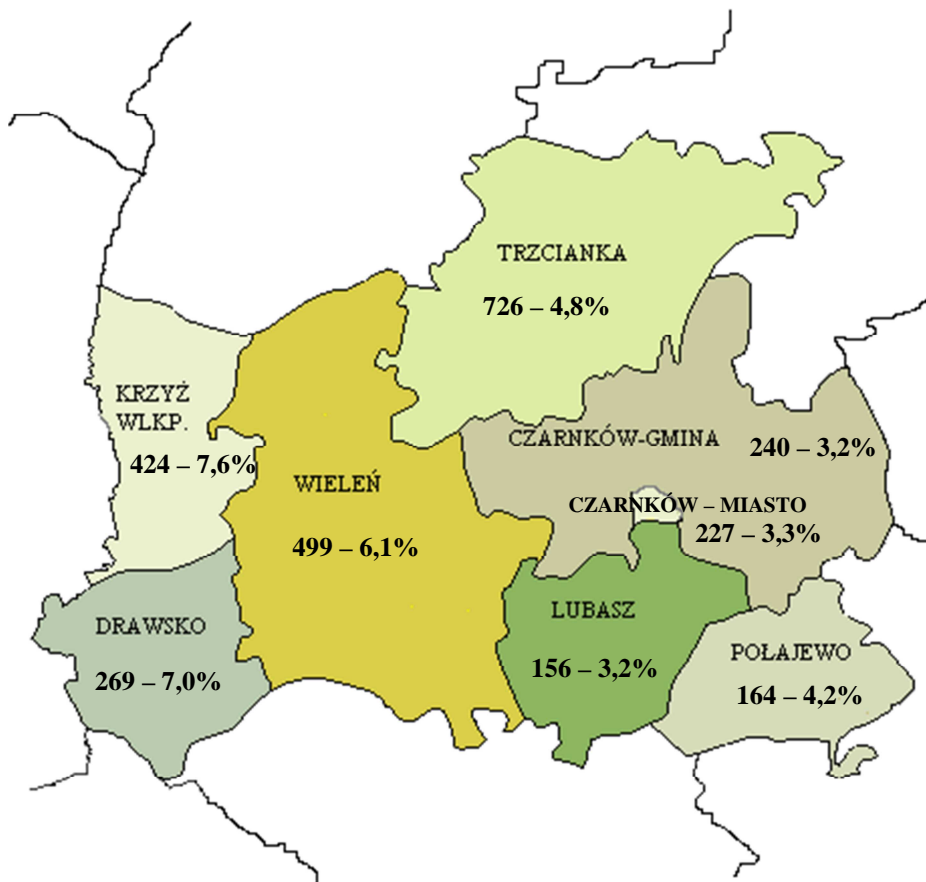 TRZCIANKA
726 – 4,8%
KRZYŻ
WLKP.
424 – 7,6%
WIELEŃ
499 – 6,1%
CZARNKÓW-GMINA
240 – 3,2%
CZARNKÓW – MIASTO
227 – 3,3%
DRAWSKO
269 – 7,0%
LUBASZ
156 – 3,2%
POŁAJEWO
164 – 4,2%